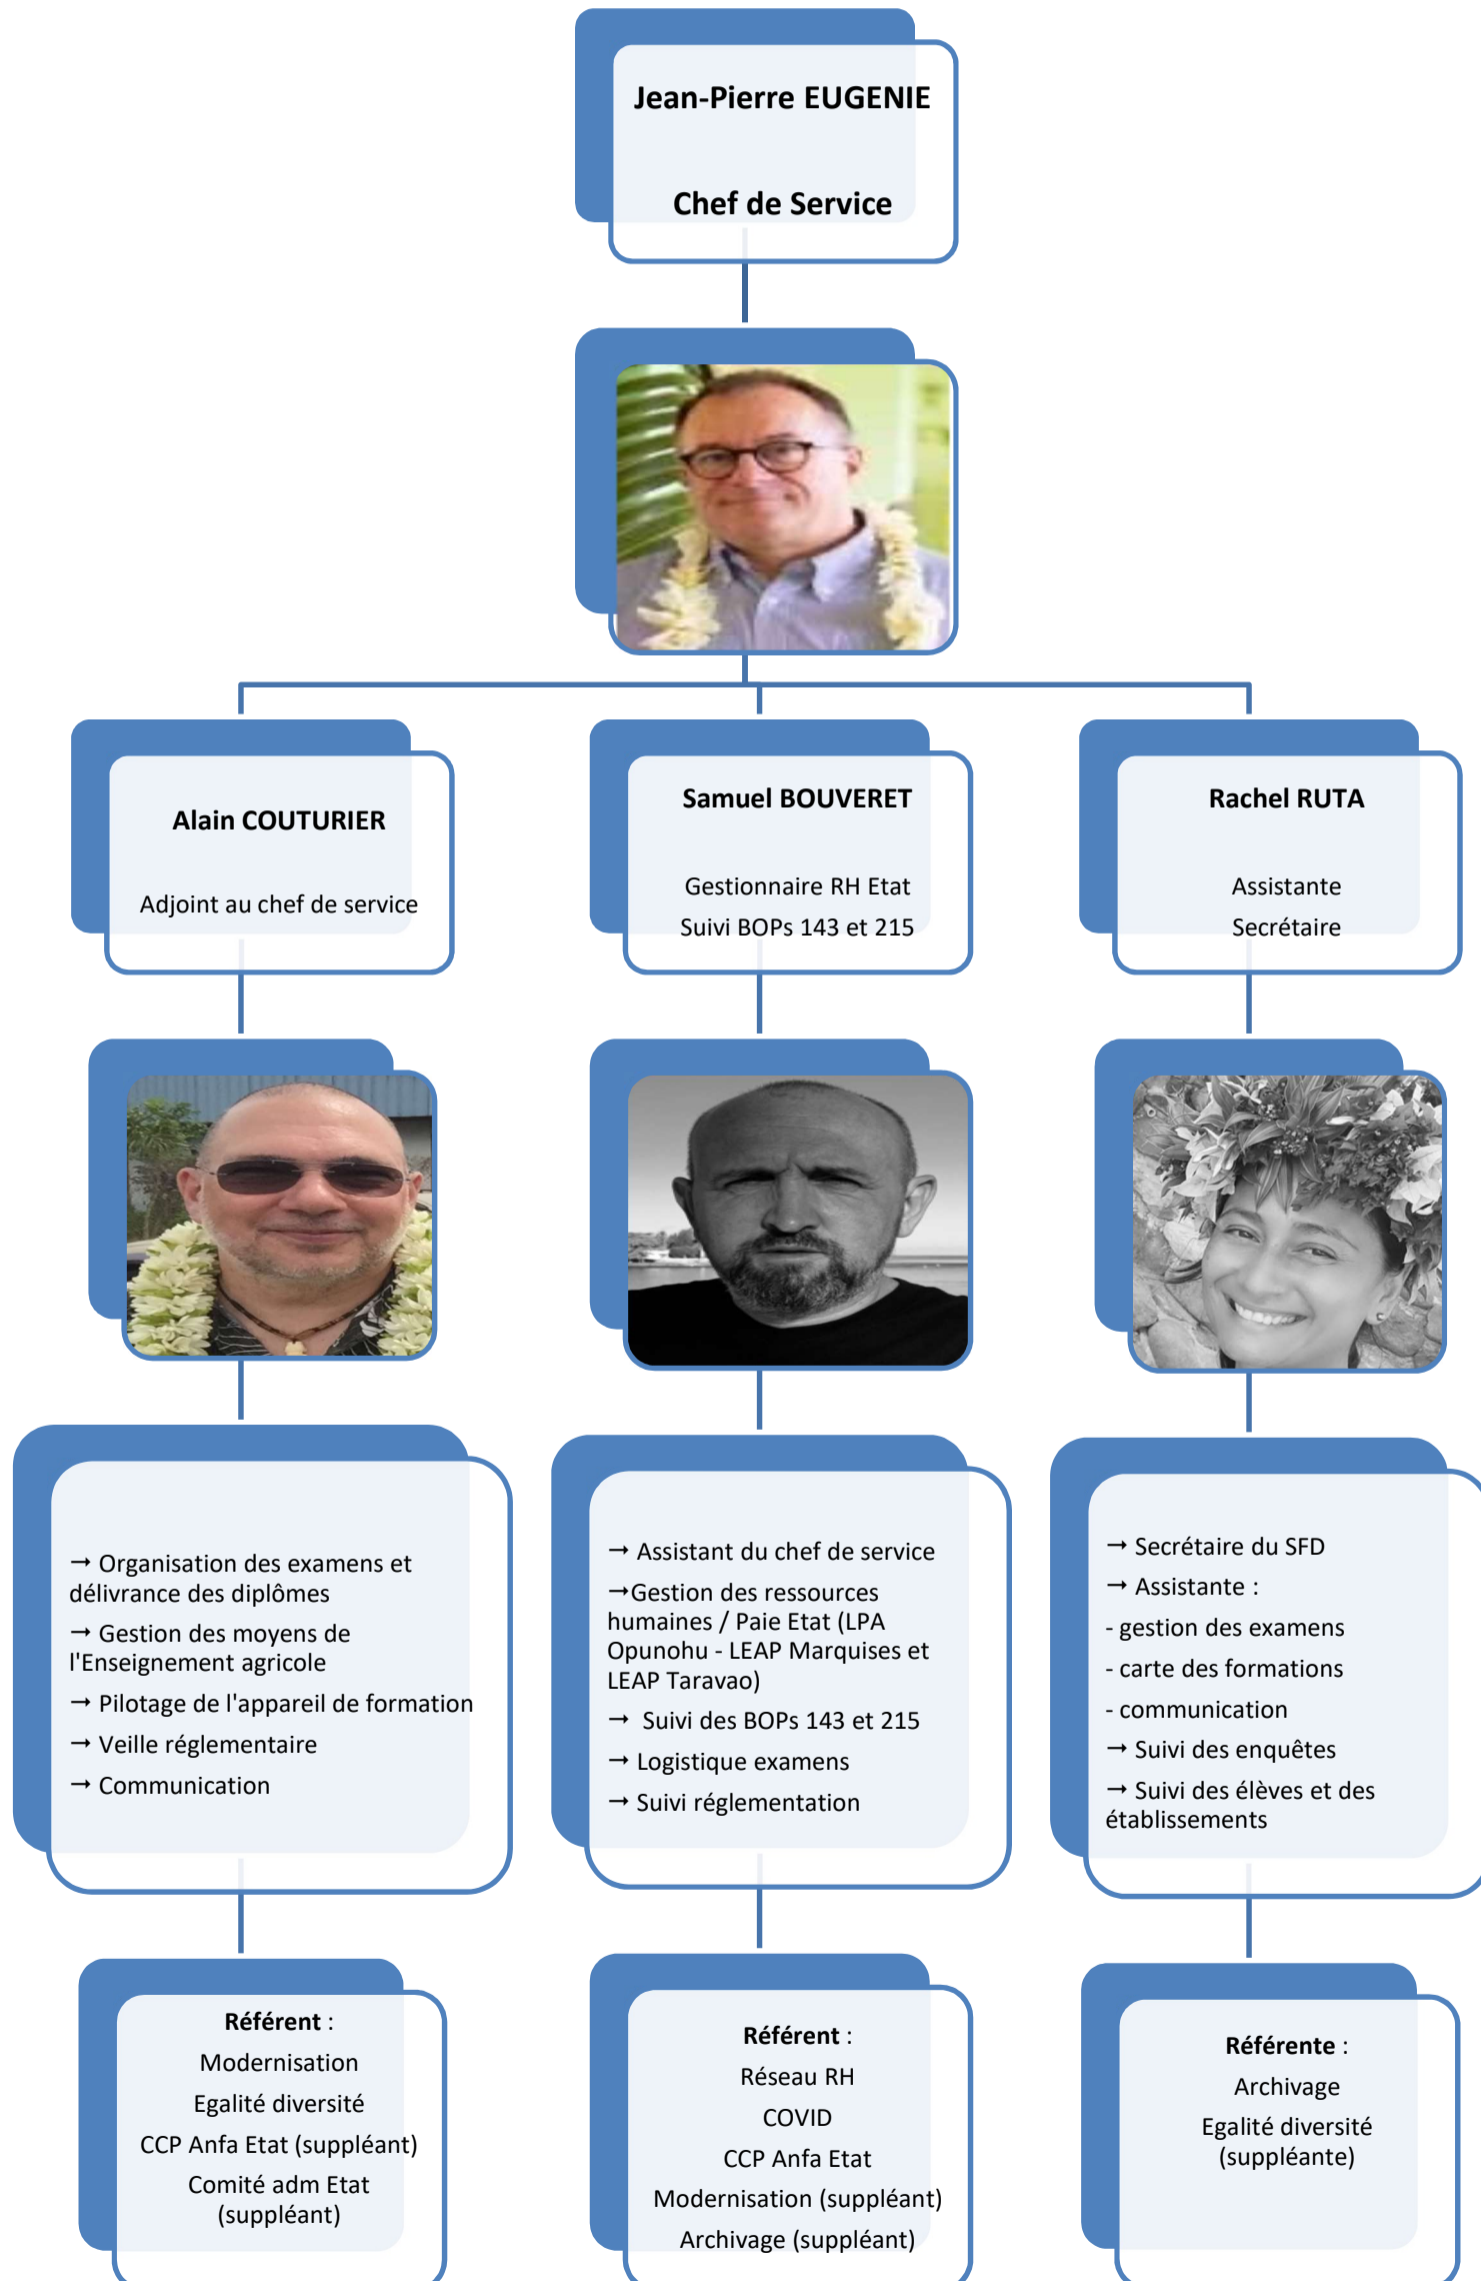 Jean-Pierre EUGENIE
Chef de Service
Alain COUTURIER
Adjoint au chef de service
Samuel BOUVERET
Gestionnaire RH Etat
Suivi BOPs 143 et 215
Rachel RUTA
Assistante
Secrétaire
→ Organisation des examens et
délivrance des diplômes
→ Gestion des moyens de
l'Enseignement agricole
→ Pilotage de l'appareil de formation
→ Veille réglementaire
→ Communication
→ Assistant du chef de service
→Gestion des ressources
humaines / Paie Etat (LPA
Opunohu - LEAP Marquises et
LEAP Taravao)
→ Suivi des BOPs 143 et 215
→ Logistique examens
→ Suivi réglementation
→ Secrétaire du SFD
→ Assistante :
- gestion des examens
- carte des formations
- communication
→ Suivi des enquêtes
→ Suivi des élèves et des
établissements
Référent :
Modernisation
Egalité diversité
CCP Anfa Etat (suppléant)
Comité adm Etat
(suppléant)
Référent :
Réseau RH
COVID
CCP Anfa Etat
Modernisation (suppléant)
Archivage (suppléant)
Référente :
Archivage
Egalité diversité
(suppléante)